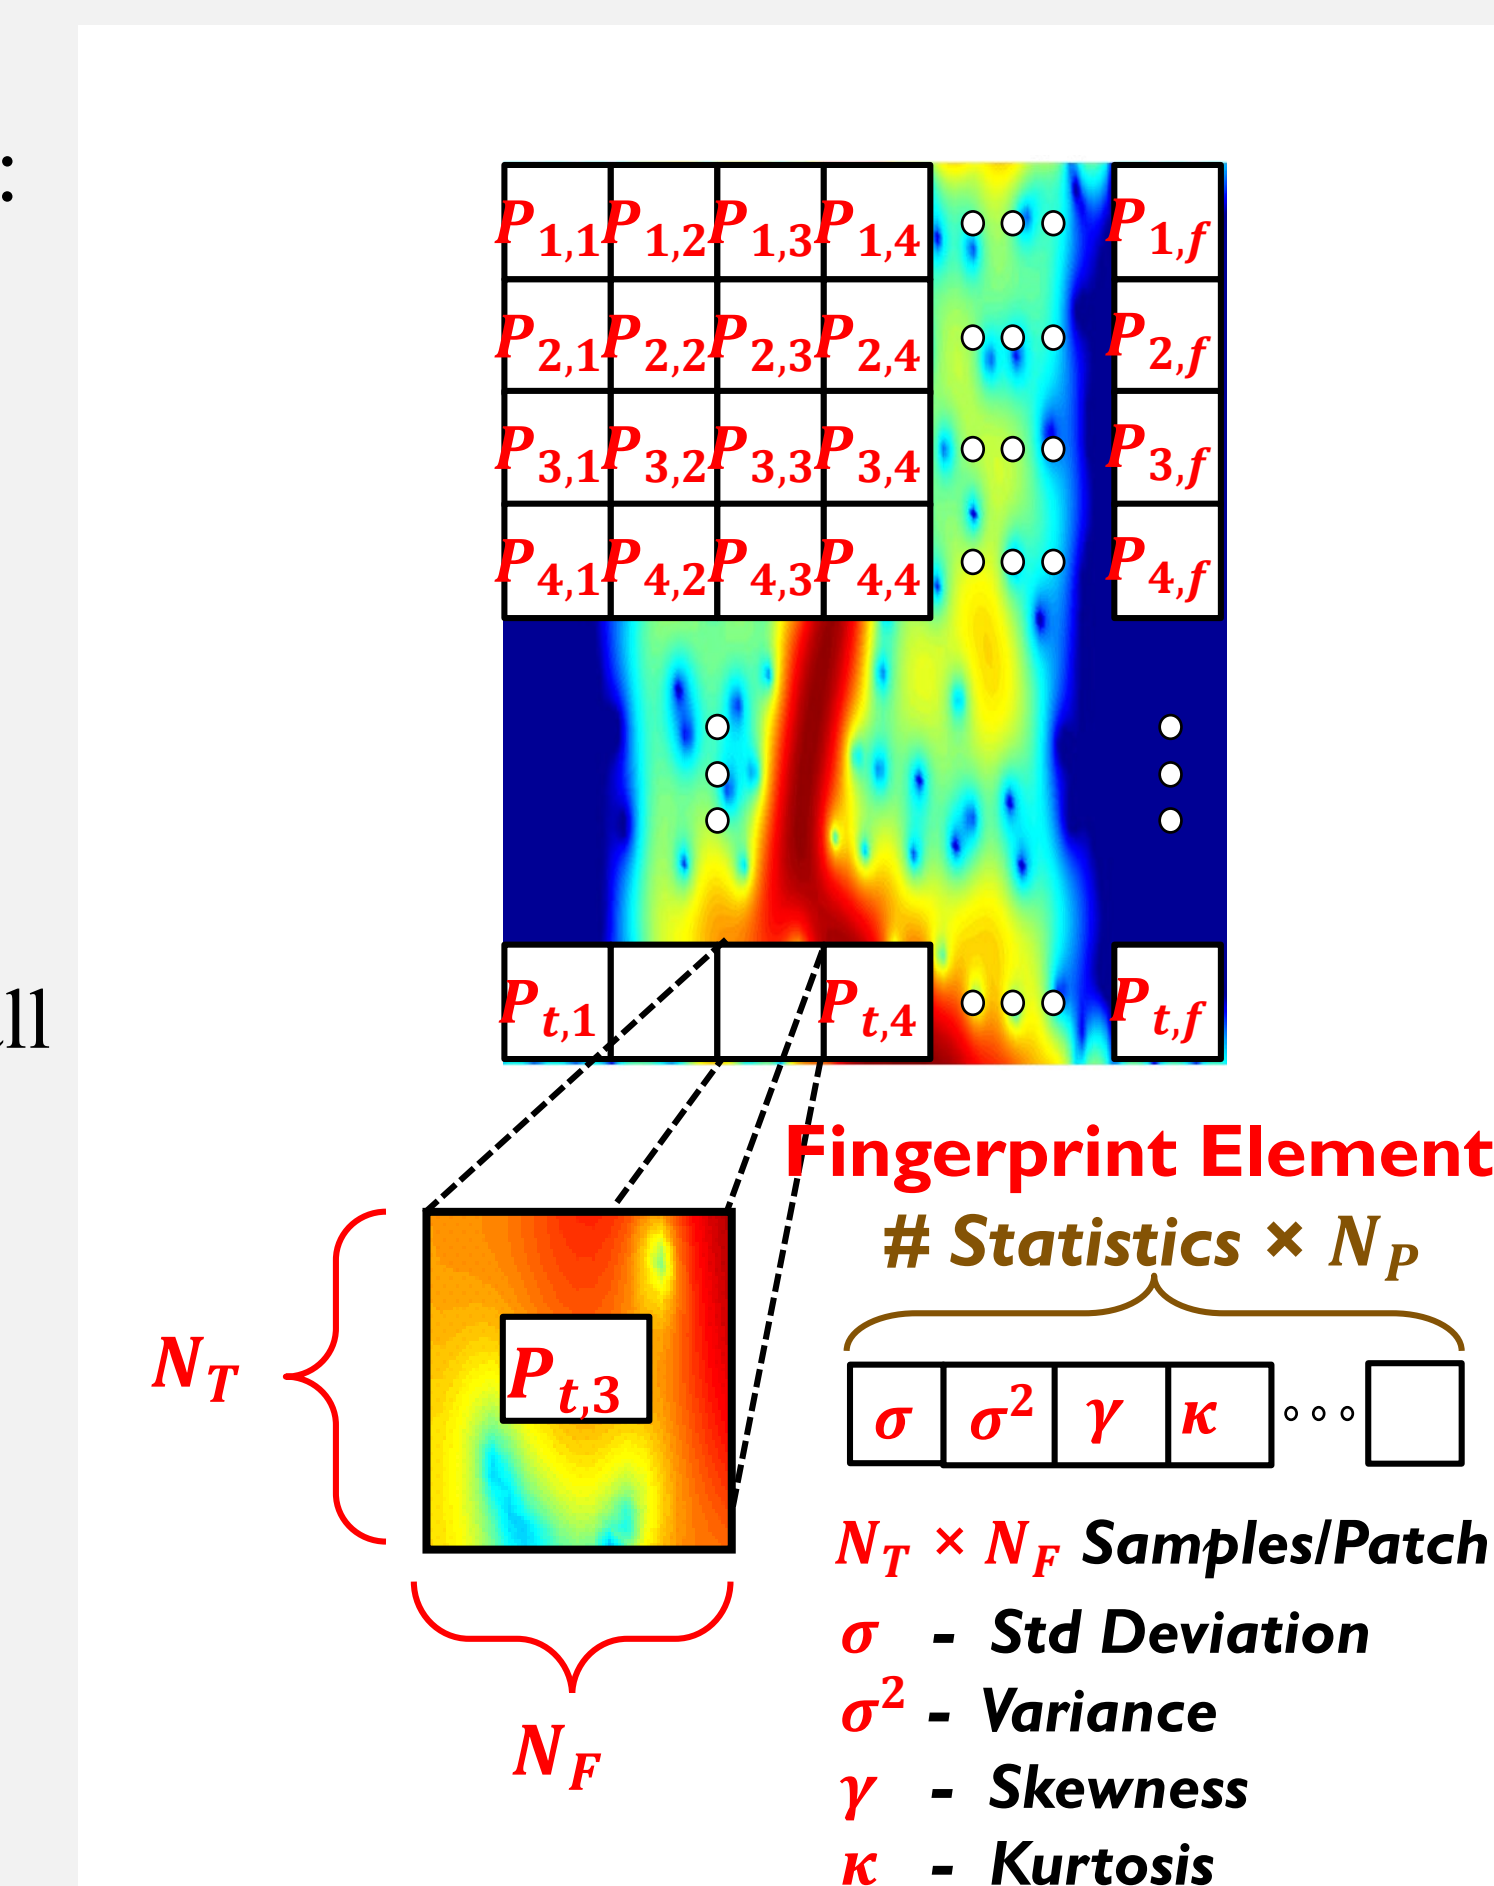 :
P1,1 P1,2 P1,3 P1,4 P1,f
P2,1 P2,2 P2,3 P2,4 P2,f
P3,1 P3,2 P3,3 P3,4 P3,f
P4,1 P4,2 P4,3 P4,4 P4,f
Pt,1 Pt,4 Pt,f
Fingerprint Element
# Statistics × NP
NT
Pt,3
σ σ² γ κ
NT × NF Samples/Patch
σ - Std Deviation
σ² - Variance
NF
γ - Skewness
κ - Kurtosis